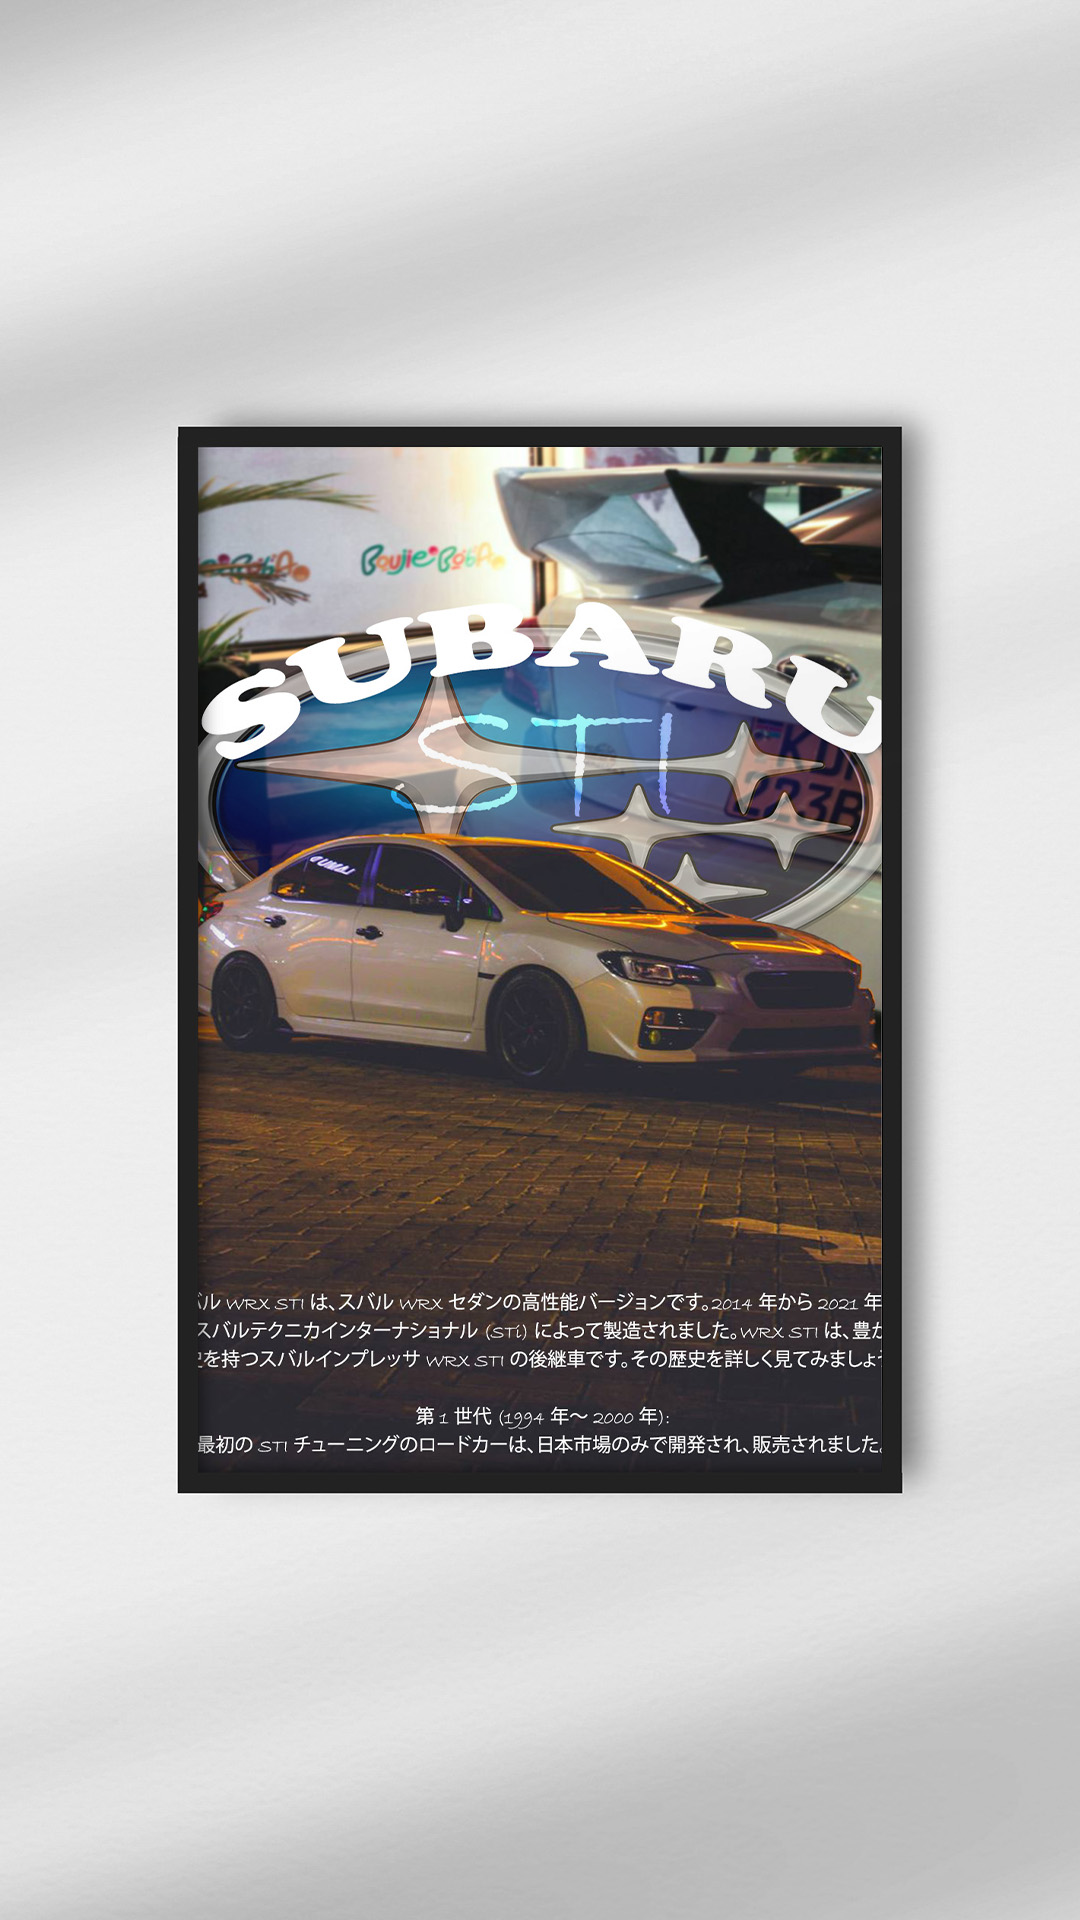 Boujie BobA
SUBARU
STI
KD
223B
ル WRX STI は、スバル WRX セダンの高性能バージョンです。2014 年から 2021 年
スバルテクニカインターナショナル (STi) によって製造されました。WRX STI は、豊か
を持つスバルインプレッサ WRX STI の後継車です。その歴史を詳しく見てみましょ
第 1 世代 (1994 年〜 2000 年):
最初の STI チューニングのロードカーは、日本市場のみで開発され、販売されました。